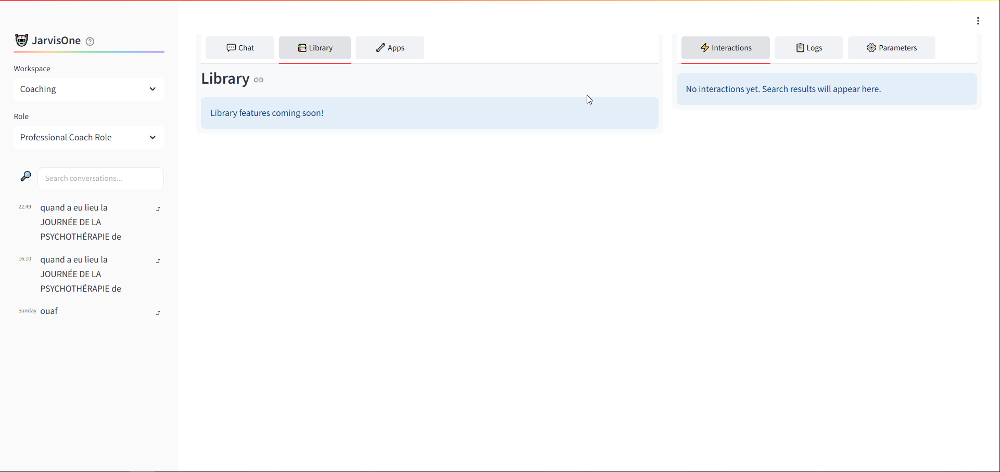 JarvisOne
Workspace
Coaching
Role
Professional Coach Role
Search conversations...
22:49 quand a eu lieu la
JOURNÉE DE LA
PSYCHOTHÉRAPIE de
16:10 quand a eu lieu la
JOURNÉE DE LA
PSYCHOTHÉRAPIE de
Sunday ouaf
Chat Library Apps
Library
Library features coming soon!
Interactions Logs Parameters
No interactions yet. Search results will appear here.